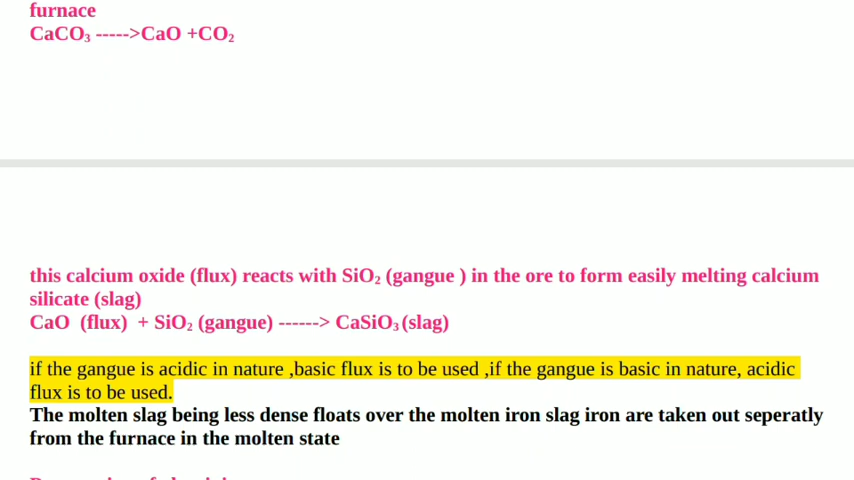 furnace
CaCO₃ ----->CaO +CO₂
this calcium oxide (flux) reacts with SiO₂ (gangue ) in the ore to form easily melting calcium
silicate (slag)
CaO (flux) + SiO₂ (gangue) ------> CaSiO₃ (slag)
if the gangue is acidic in nature ,basic flux is to be used ,if the gangue is basic in nature, acidic
flux is to be used.
The molten slag being less dense floats over the molten iron slag iron are taken out seperatly
from the furnace in the molten state